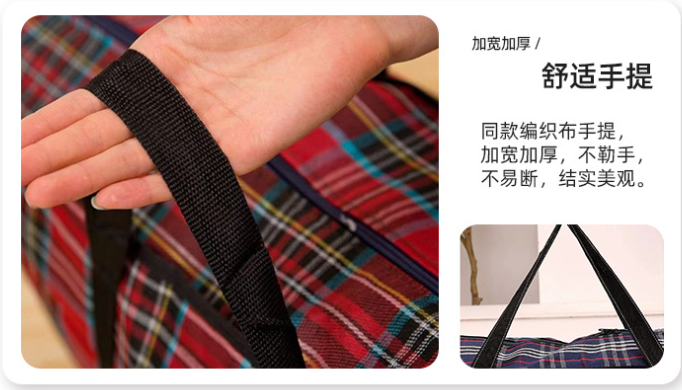 加宽加厚 /
舒适手提
同款编织布手提，
加宽加厚，不勒手，
不易断，结实美观。